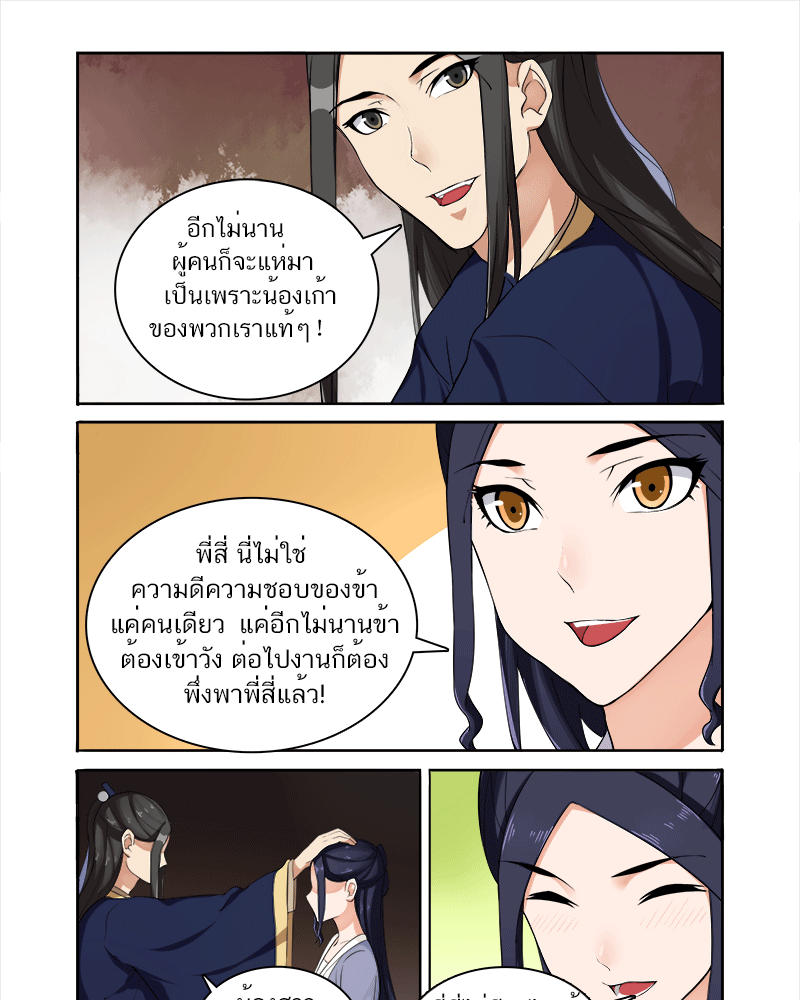 อีกไม่นาน
ผู้คนก็จะแห่มา
เป็นเพราะน้องเก้า
ของพวกเราแท้ๆ !
พี่สี่ นี่ไม่ใช่
ความดีความชอบของข้า
แค่คนเดียว แค่อีกไม่นานข้า
ต้องเข้าวัง ต่อไปงานก็ต้อง
พึ่งพาพี่สี่แล้ว!